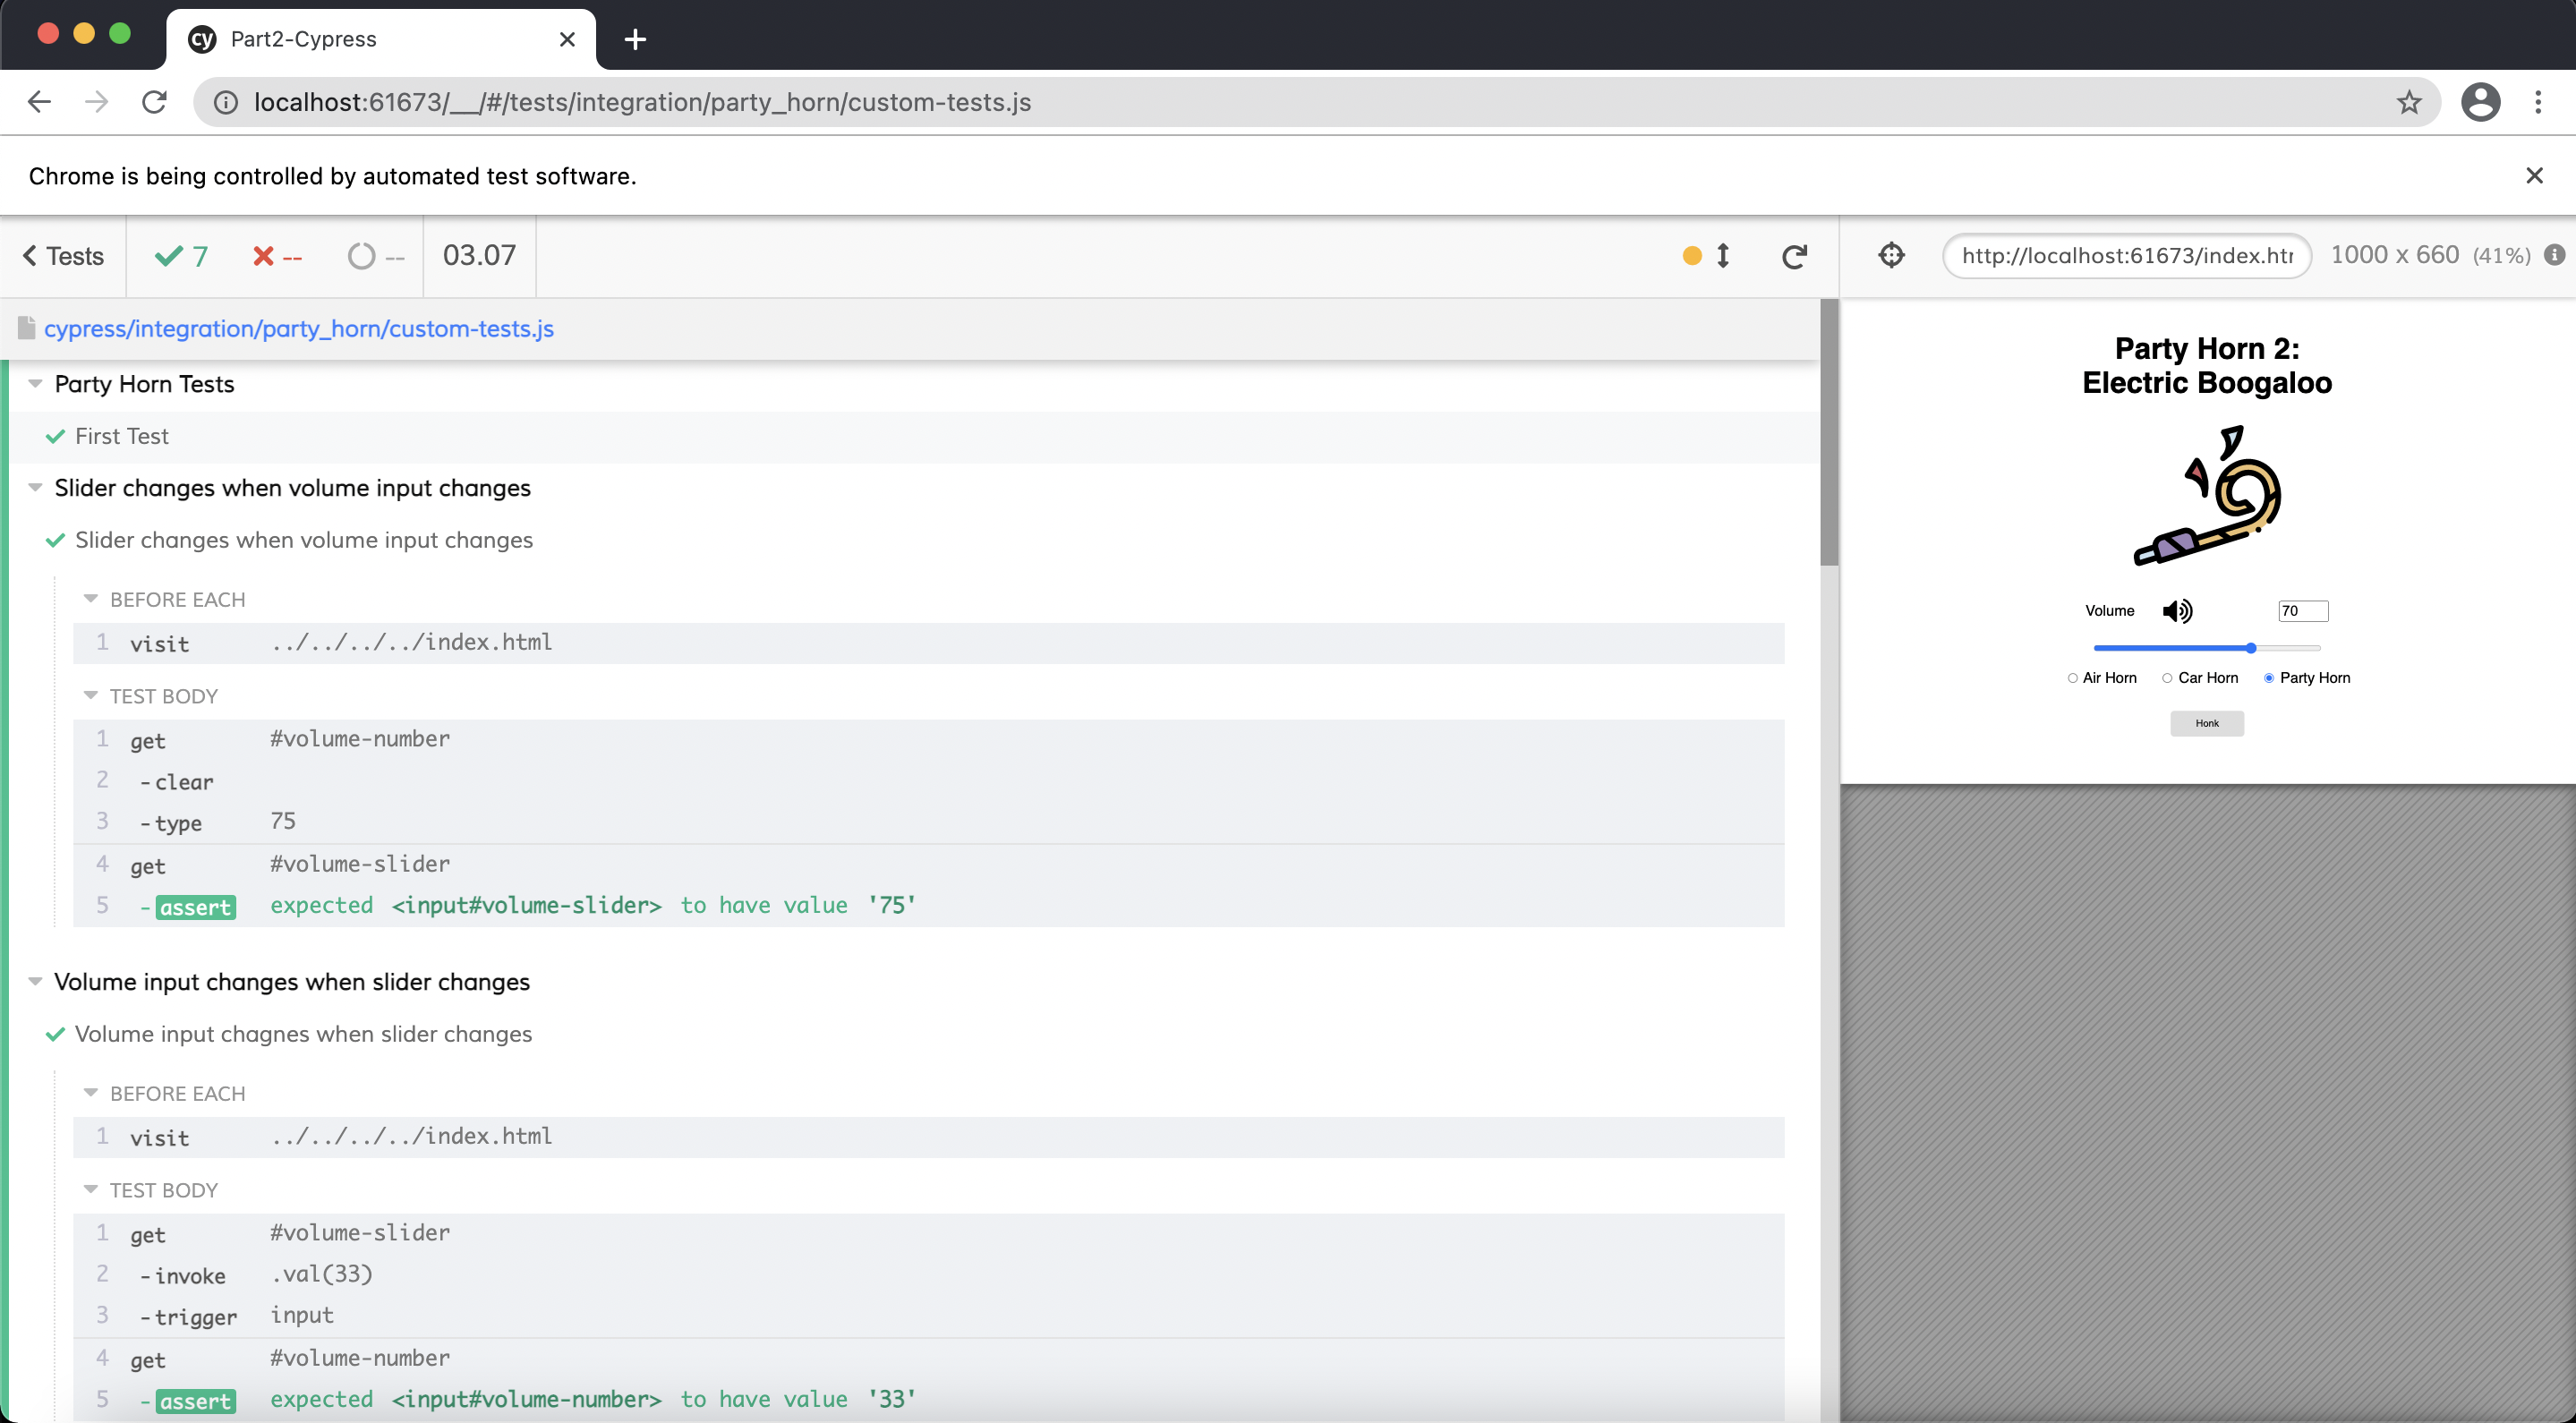 cy Part2-Cypress
localhost:61673/__/#/tests/integration/party_horn/custom-tests.js
Chrome is being controlled by automated test software.
Tests 7 -- -- 03.07
http://localhost:61673/index.htr 1000 x 660 (41%)
cypress/integration/party_horn/custom-tests.js
Party Horn Tests
First Test
Slider changes when volume input changes
Slider changes when volume input changes
BEFORE EACH
1 visit ../../../../index.html
TEST BODY
1 get #volume-number
2 -clear
3 -type 75
4 get #volume-slider
5 -assert expected <input#volume-slider> to have value '75'
Volume input changes when slider changes
Volume input chagnes when slider changes
BEFORE EACH
1 visit ../../../../index.html
TEST BODY
1 get #volume-slider
2 -invoke .val(33)
3 -trigger input
4 get #volume-number
5 -assert expected <input#volume-number> to have value '33'
Party Horn 2:
Electric Boogaloo
Volume 70
Air Horn Car Horn Party Horn
Honk